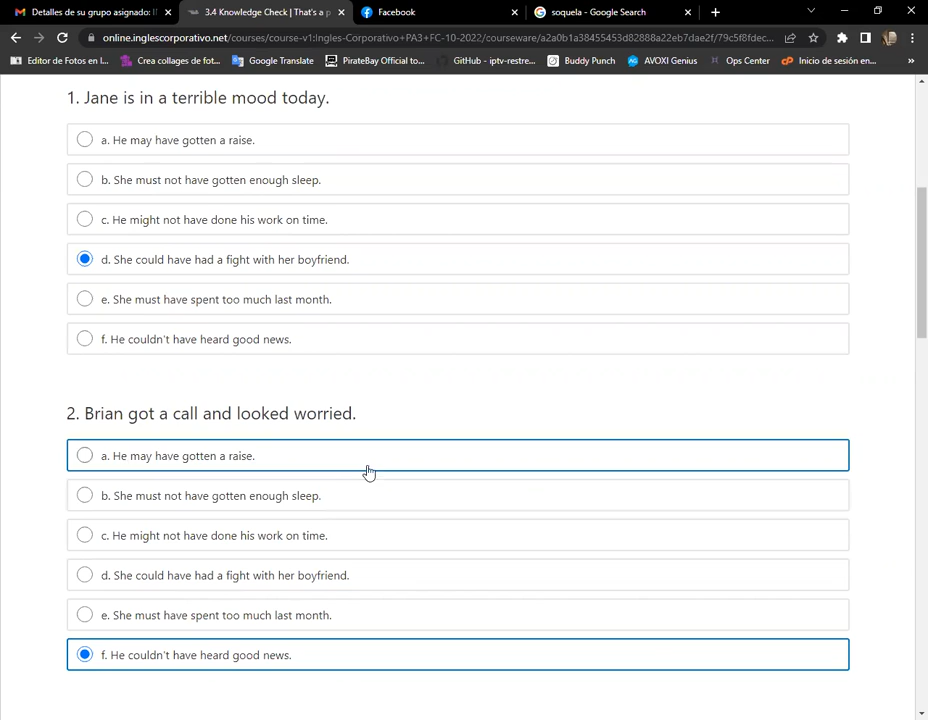 Detalles de su grupo asignado: I
3.4 Knowledge Check | That's a p
Facebook
soquela - Google Search
online.inglescorporativo.net/courses/course-v1:Ingles-Corporativo+PA3+FC-10-2022/courseware/a2a0b1a38455453d82888a22eb7dae2f/79c5f8fdec...
Editor de Fotos en l...
Crea collages de fot...
Google Translate
PirateBay Official to...
GitHub - iptv-restre...
Buddy Punch
AVOXI Genius
Ops Center
Inicio de sesión en...
1. Jane is in a terrible mood today.
a. He may have gotten a raise.
b. She must not have gotten enough sleep.
c. He might not have done his work on time.
d. She could have had a fight with her boyfriend.
e. She must have spent too much last month.
f. He couldn't have heard good news.
2. Brian got a call and looked worried.
a. He may have gotten a raise.
b. She must not have gotten enough sleep.
c. He might not have done his work on time.
d. She could have had a fight with her boyfriend.
e. She must have spent too much last month.
f. He couldn't have heard good news.